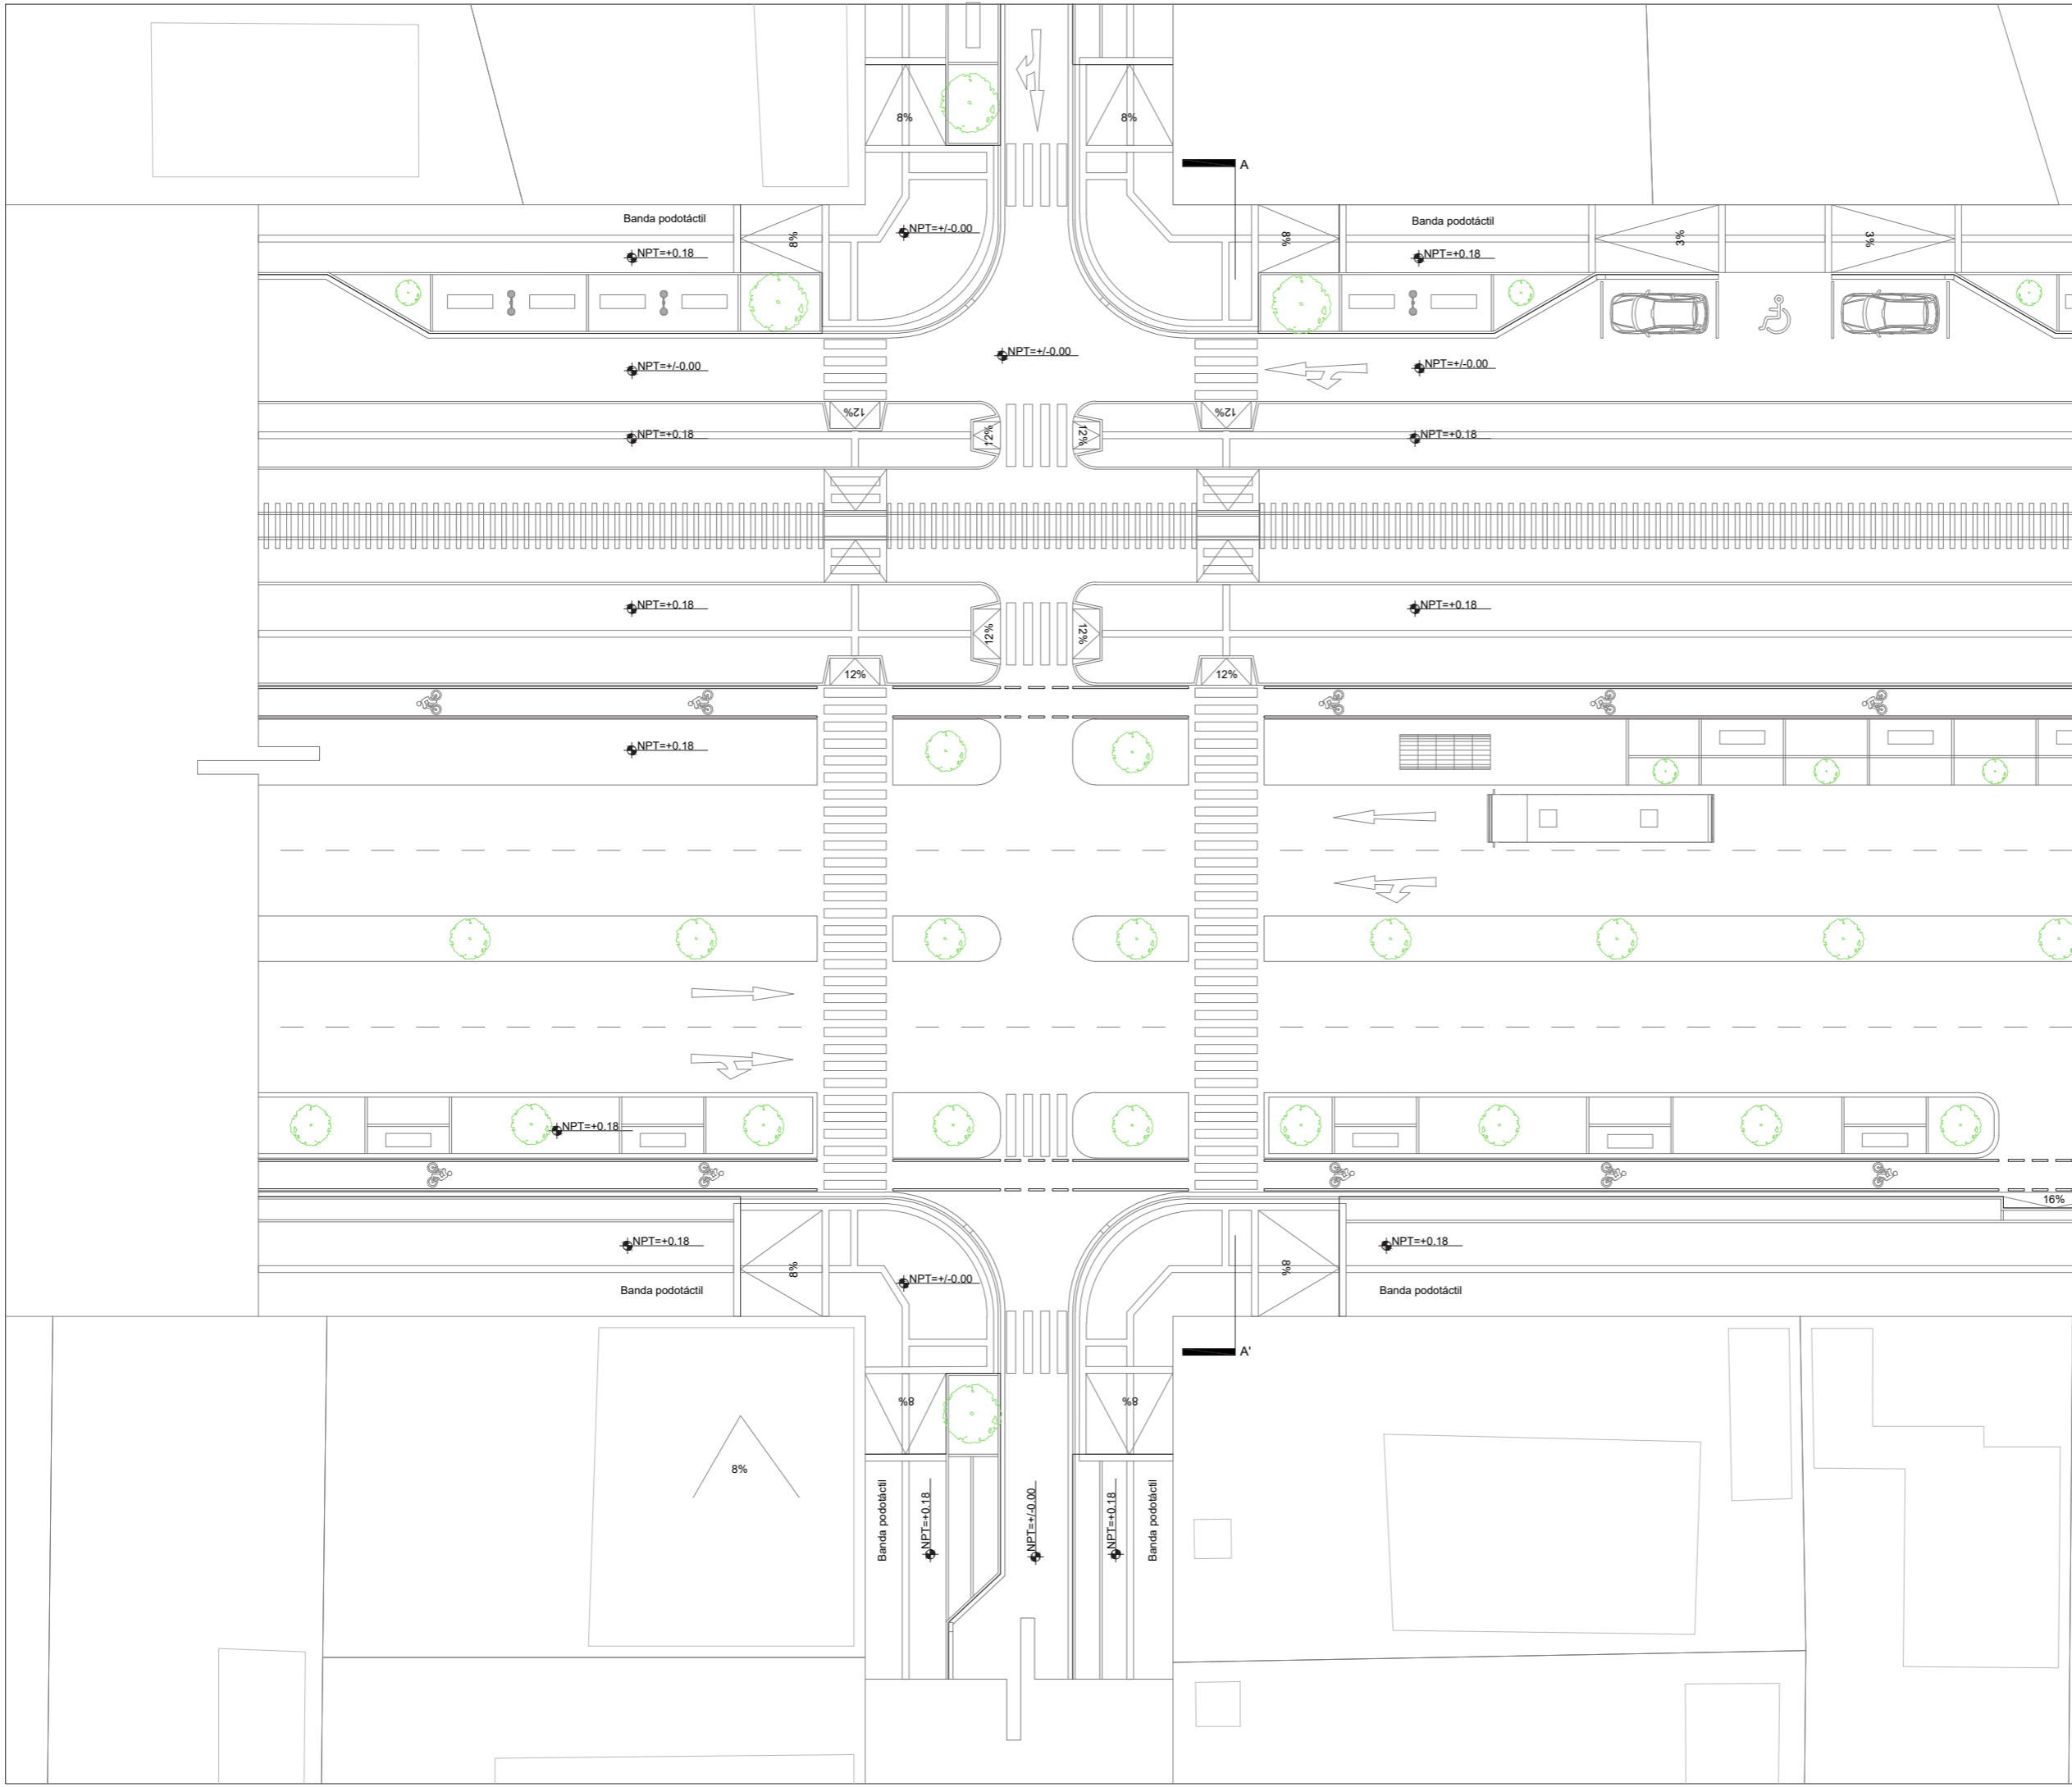 8%
8%
A
Banda podotáctil
Banda podotáctil
NPT=+/-0.00
8%
8%
3%
3%
NPT=+0.18
NPT=+0.18
NPT=+/-0.00
NPT=+/-0.00
NPT=+/-0.00
12%
12%
NPT=+0.18
12%
12%
NPT=+0.18
NPT=+0.18
NPT=+0.18
12%
12%
12%
12%
NPT=+0.18
NPT=+0.18
16%
NPT=+0.18
NPT=+0.18
8%
8%
NPT=+/-0.00
Banda podotáctil
Banda podotáctil
A'
8%
8%
8%
Banda podotáctil
NPT=+0.18
NPT=+/-0.00
NPT=+0.18
Banda podotáctil